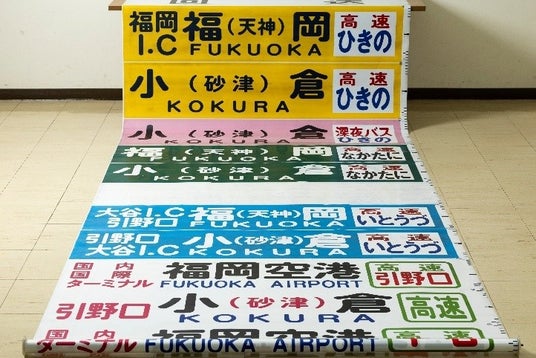 福岡 福（天神）岡 高速
I.C FUKUOKA ひきの
小（砂津）倉 高速
KOKURA ひきの
小（砂津）倉 深夜バス
KOKURA ひきの
福（天神）岡 高速
FUKUOKA なかたに
小（砂津）倉 高速
KOKURA なかたに
大谷I.C 福（天神）岡 高速
引野口 FUKUOKA いとうづ
引野口 小（砂津）倉 高速
大谷I.C KOKURA いとうづ
国内
国際 福岡空港 高速
ターミナル FUKUOKA AIRPORT 引野口
引野口 小（砂津）倉 高速
KOKURA
国内 福岡空港
ターミナル FUKUOKA AIRPORT